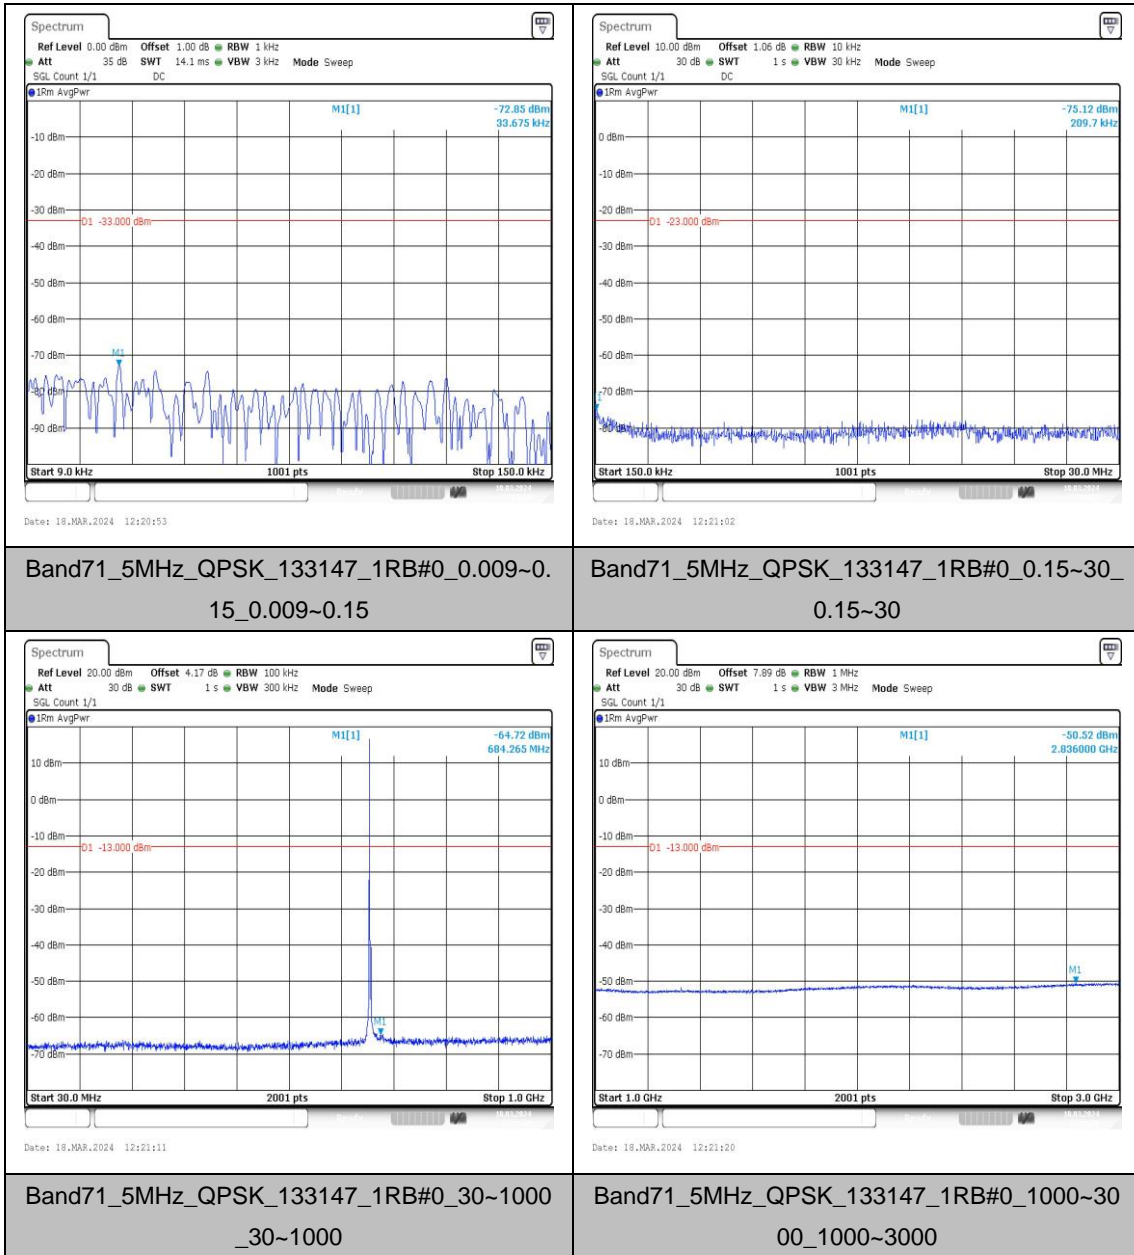 Spectrum
Ref Level 0.00 dBm Offset 1.00 dB RBW 1 kHz
Att 35 dB SWT 14.1 ms VBW 3 kHz Mode Sweep
SGL Count 1/1 DC
1Rm AvgPwr
M1[1] -72.85 dBm
33.675 kHz
-10 dBm
-20 dBm
-30 dBm
D1 -33.000 dBm
-40 dBm
-50 dBm
-60 dBm
-70 dBm
M1
-80 dBm
-90 dBm
Start 9.0 kHz 1001 pts Stop 150.0 kHz
Date: 18.MAR.2024 12:20:53
Spectrum
Ref Level 10.00 dBm Offset 1.06 dB RBW 10 kHz
Att 30 dB SWT 1 s VBW 30 kHz Mode Sweep
SGL Count 1/1 DC
1Rm AvgPwr
M1[1] -75.12 dBm
209.7 kHz
0 dBm
-10 dBm
-20 dBm
D1 -23.000 dBm
-30 dBm
-40 dBm
-50 dBm
-60 dBm
-70 dBm
-80 dBm
Start 150.0 kHz 1001 pts Stop 30.0 MHz
Date: 18.MAR.2024 12:21:02
Band71_5MHz_QPSK_133147_1RB#0_0.009~0.
15_0.009~0.15
Band71_5MHz_QPSK_133147_1RB#0_0.15~30_
0.15~30
Spectrum
Ref Level 20.00 dBm Offset 4.17 dB RBW 100 kHz
Att 30 dB SWT 1 s VBW 300 kHz Mode Sweep
SGL Count 1/1
1Rm AvgPwr
M1[1] -64.72 dBm
684.265 MHz
10 dBm
0 dBm
-10 dBm
D1 -13.000 dBm
-20 dBm
-30 dBm
-40 dBm
-50 dBm
-60 dBm
M1
-70 dBm
Start 30.0 MHz 2001 pts Stop 1.0 GHz
Date: 18.MAR.2024 12:21:11
Spectrum
Ref Level 20.00 dBm Offset 7.89 dB RBW 1 MHz
Att 30 dB SWT 1 s VBW 3 MHz Mode Sweep
SGL Count 1/1
1Rm AvgPwr
M1[1] -50.52 dBm
2.836000 GHz
10 dBm
0 dBm
-10 dBm
D1 -13.000 dBm
-20 dBm
-30 dBm
-40 dBm
M1
-50 dBm
-60 dBm
-70 dBm
Start 1.0 GHz 2001 pts Stop 3.0 GHz
Date: 18.MAR.2024 12:21:20
Band71_5MHz_QPSK_133147_1RB#0_30~1000
_30~1000
Band71_5MHz_QPSK_133147_1RB#0_1000~30
00_1000~3000